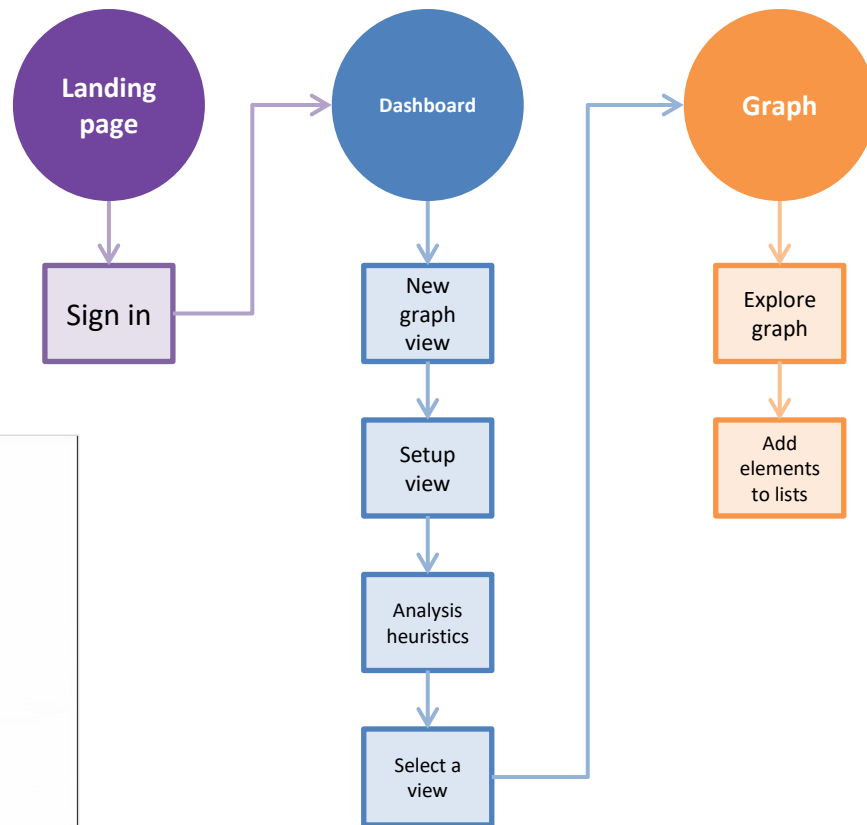 Landing
page
Sign in
Dashboard
New
graph
view
Setup
view
Analysis
heuristics
Select a
view
Graph
Explore
graph
Add
elements
to lists